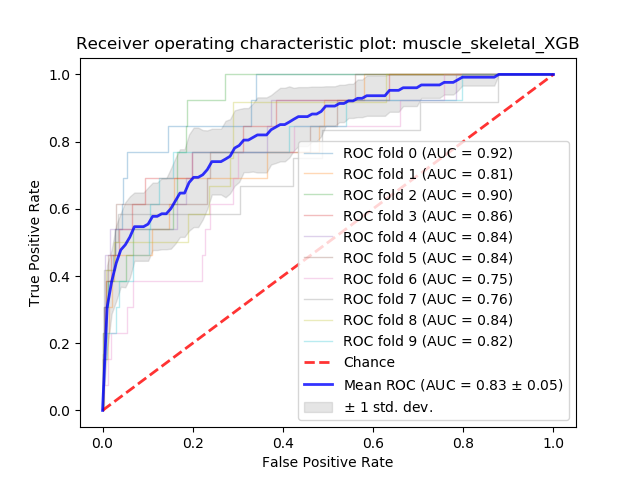 Receiver operating characteristic plot: muscle_skeletal_XGB
True Positive Rate
1.0
0.8
0.6
0.4
0.2
0.0
ROC fold 0 (AUC = 0.92)
ROC fold 1 (AUC = 0.81)
ROC fold 2 (AUC = 0.90)
ROC fold 3 (AUC = 0.86)
ROC fold 4 (AUC = 0.84)
ROC fold 5 (AUC = 0.84)
ROC fold 6 (AUC = 0.75)
ROC fold 7 (AUC = 0.76)
ROC fold 8 (AUC = 0.84)
ROC fold 9 (AUC = 0.82)
Chance
Mean ROC (AUC = 0.83 ± 0.05)
± 1 std. dev.
0.0 0.2 0.4 0.6 0.8 1.0
False Positive Rate